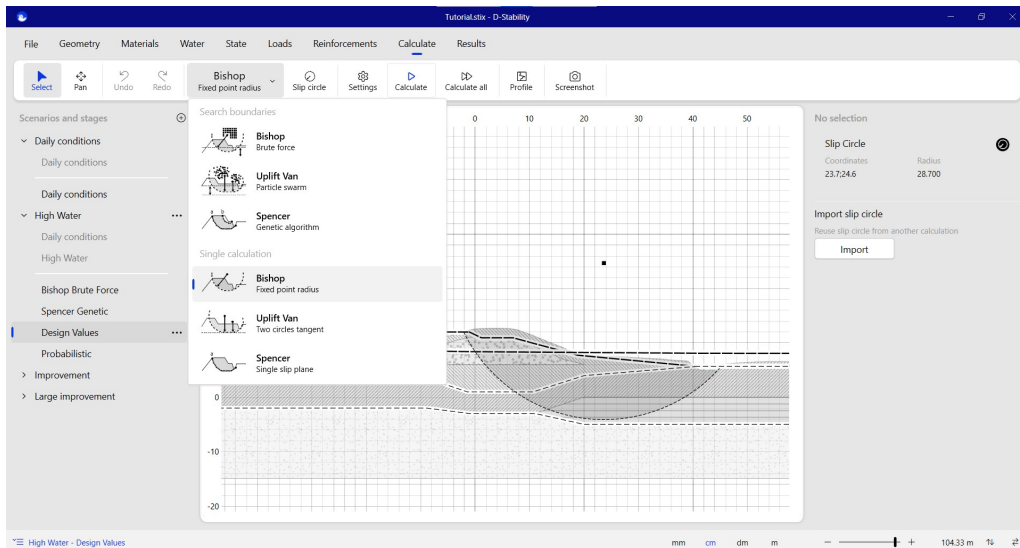 Tutorial.stix - D-Stability
File Geometry Materials Water State Loads Reinforcements Calculate Results
Select
Pan
Undo
Redo
Bishop
Fixed point radius
Slip circle
Settings
Calculate
Calculate all
Profile
Screenshot
Scenarios and stages
Daily conditions
Daily conditions
Daily conditions
High Water
Daily conditions
High Water
Bishop Brute Force
Spencer Genetic
Design Values
Probabilistic
Improvement
Large improvement
Search boundaries
Bishop
Brute force
Uplift Van
Particle swarm
Spencer
Genetic algorithm
Single calculation
Bishop
Fixed point radius
Uplift Van
Two circles tangent
Spencer
Single slip plane
0 10 20 30 40 50
0
-10
-20
No selection
Slip Circle
Coordinates Radius
23.7;24.6 28.700
Import slip circle
Reuse slip circle from another calculation
Import
High Water - Design Values
mm cm dm m
104.33 m